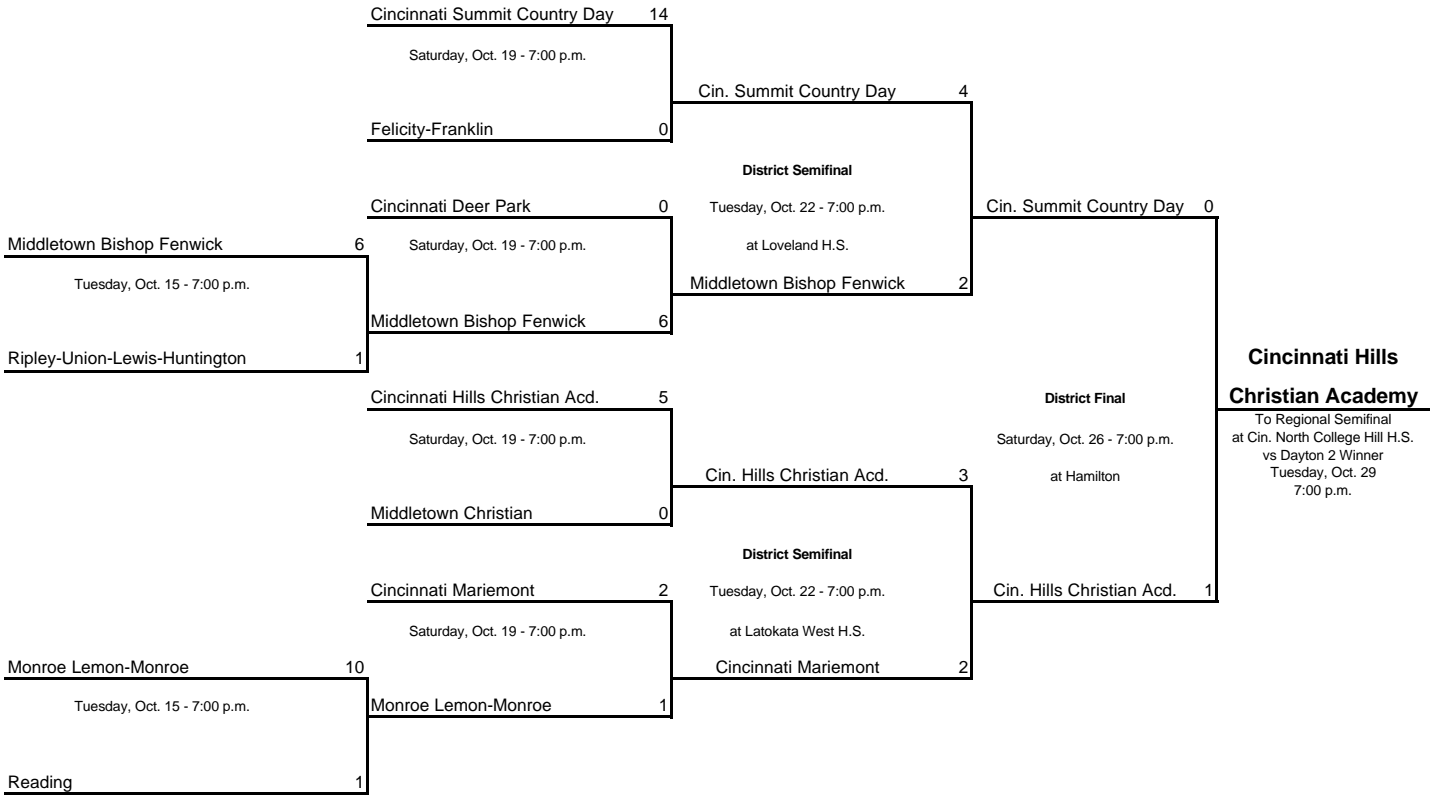 Cincinnati Summit Country Day 14
Saturday, Oct. 19 - 7:00 p.m.
Cin. Summit Country Day 4
Felicity-Franklin 0
District Semifinal
Cincinnati Deer Park 0
Tuesday, Oct. 22 - 7:00 p.m.
Cin. Summit Country Day 0
Middletown Bishop Fenwick 6
Saturday, Oct. 19 - 7:00 p.m.
at Loveland H.S.
Tuesday, Oct. 15 - 7:00 p.m.
Middletown Bishop Fenwick 2
Middletown Bishop Fenwick 6
Ripley-Union-Lewis-Huntington 1
Cincinnati Hills
Christian Academy
Cincinnati Hills Christian Acd. 5
District Final
To Regional Semifinal
at Cin. North College Hill H.S.
vs Dayton 2 Winner
Tuesday, Oct. 29
7:00 p.m.
Saturday, Oct. 19 - 7:00 p.m.
Saturday, Oct. 26 - 7:00 p.m.
Cin. Hills Christian Acd. 3
at Hamilton
Middletown Christian 0
District Semifinal
Cincinnati Mariemont 2
Tuesday, Oct. 22 - 7:00 p.m.
Cin. Hills Christian Acd. 1
Saturday, Oct. 19 - 7:00 p.m.
at Latokata West H.S.
Monroe Lemon-Monroe 10
Cincinnati Mariemont 2
Tuesday, Oct. 15 - 7:00 p.m.
Monroe Lemon-Monroe 1
Reading 1